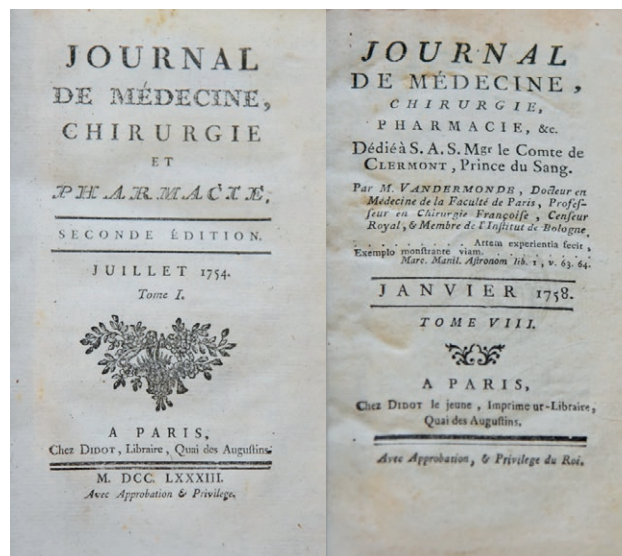 JOURNAL
DE MÉDECINE,
CHIRURGIE
ET
PHARMACIE.
SECONDE ÉDITION.
JUILLET 1754.
Tome I.
A PARIS,
Chez DIDOT, Libraire, Quai des Augustins.
M. DCC. LXXXIII.
Avec Approbation & Privilege.
JOURNAL
DE MÉDECINE,
CHIRURGIE,
PHARMACIE, &c.
Dédié à S. A. S. Mgr le Comte de
CLERMONT, Prince du Sang.
Par M. VANDERMONDE, Docteur en
Médecine de la Faculté de Paris, Profes-
seur en Chirurgie Françoise, Censeur
Royal, & Membre de l'Institut de Bologne.
. . . . . . . Artem experientia fecit,
Exemplo monstrante viam. . . . . . . .
Marc. Manil. Astronom lib. 1, v. 63. 64.
JANVIER 1758.
TOME VIII.
A PARIS,
Chez DIDOT le jeune, Imprimeur-Libraire,
Quai des Augustins.
Avec Approbation, & Privilege du Roi.